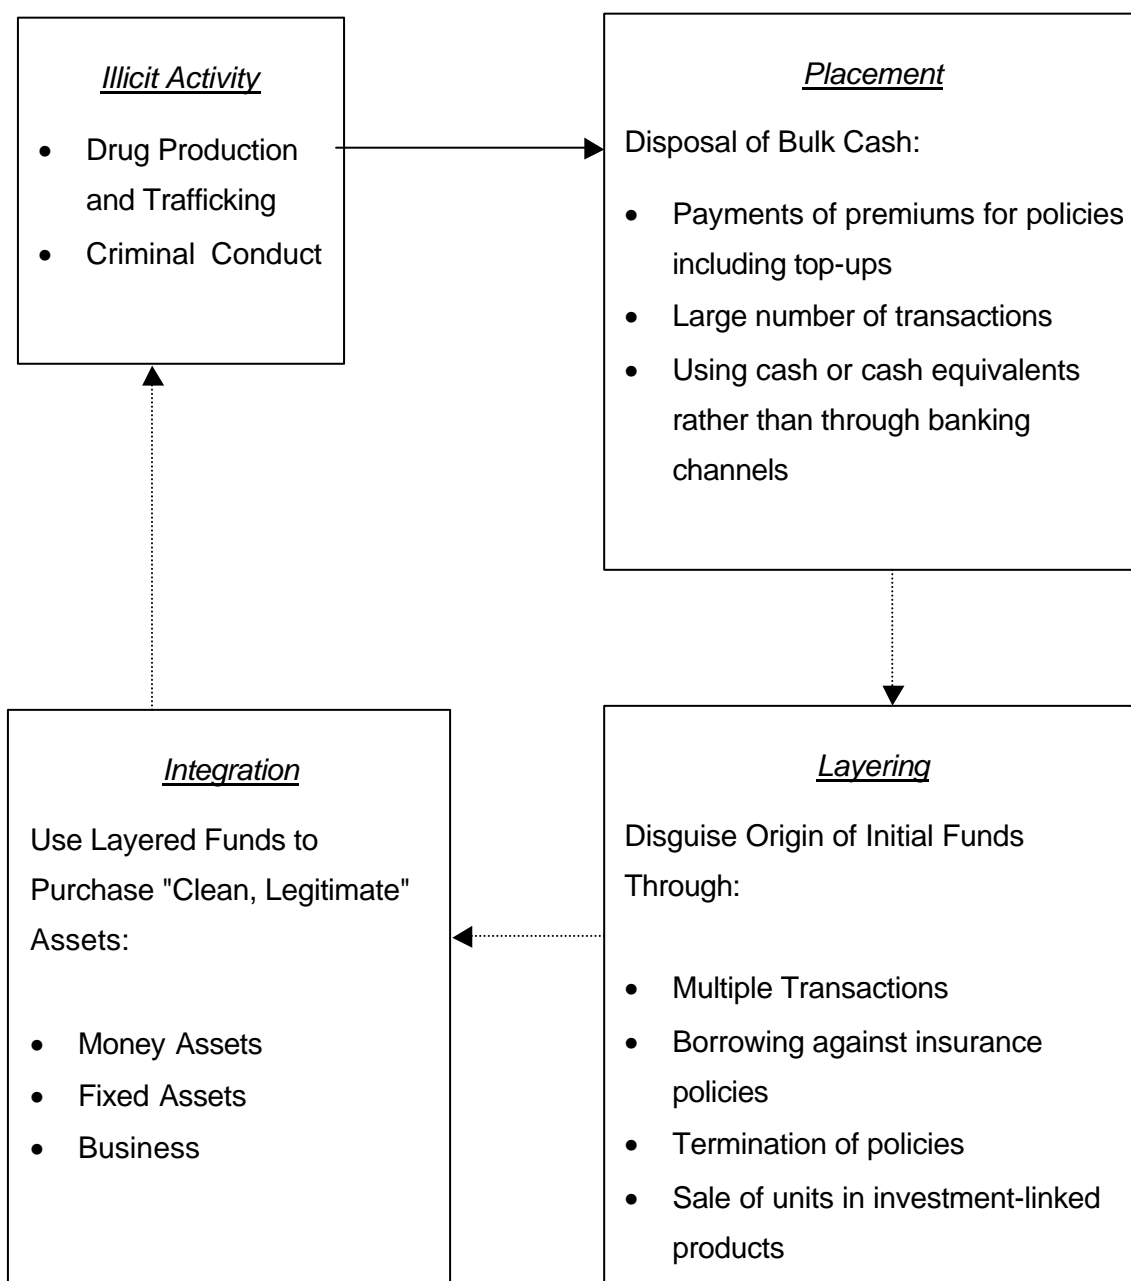 Illicit Activity
• Drug Production
and Trafficking
• Criminal Conduct
Placement
Disposal of Bulk Cash:
• Payments of premiums for policies
including top-ups
• Large number of transactions
• Using cash or cash equivalents
rather than through banking
channels
Integration
Use Layered Funds to
Purchase "Clean, Legitimate"
Assets:
• Money Assets
• Fixed Assets
• Business
Layering
Disguise Origin of Initial Funds
Through:
• Multiple Transactions
• Borrowing against insurance
policies
• Termination of policies
• Sale of units in investment-linked
products